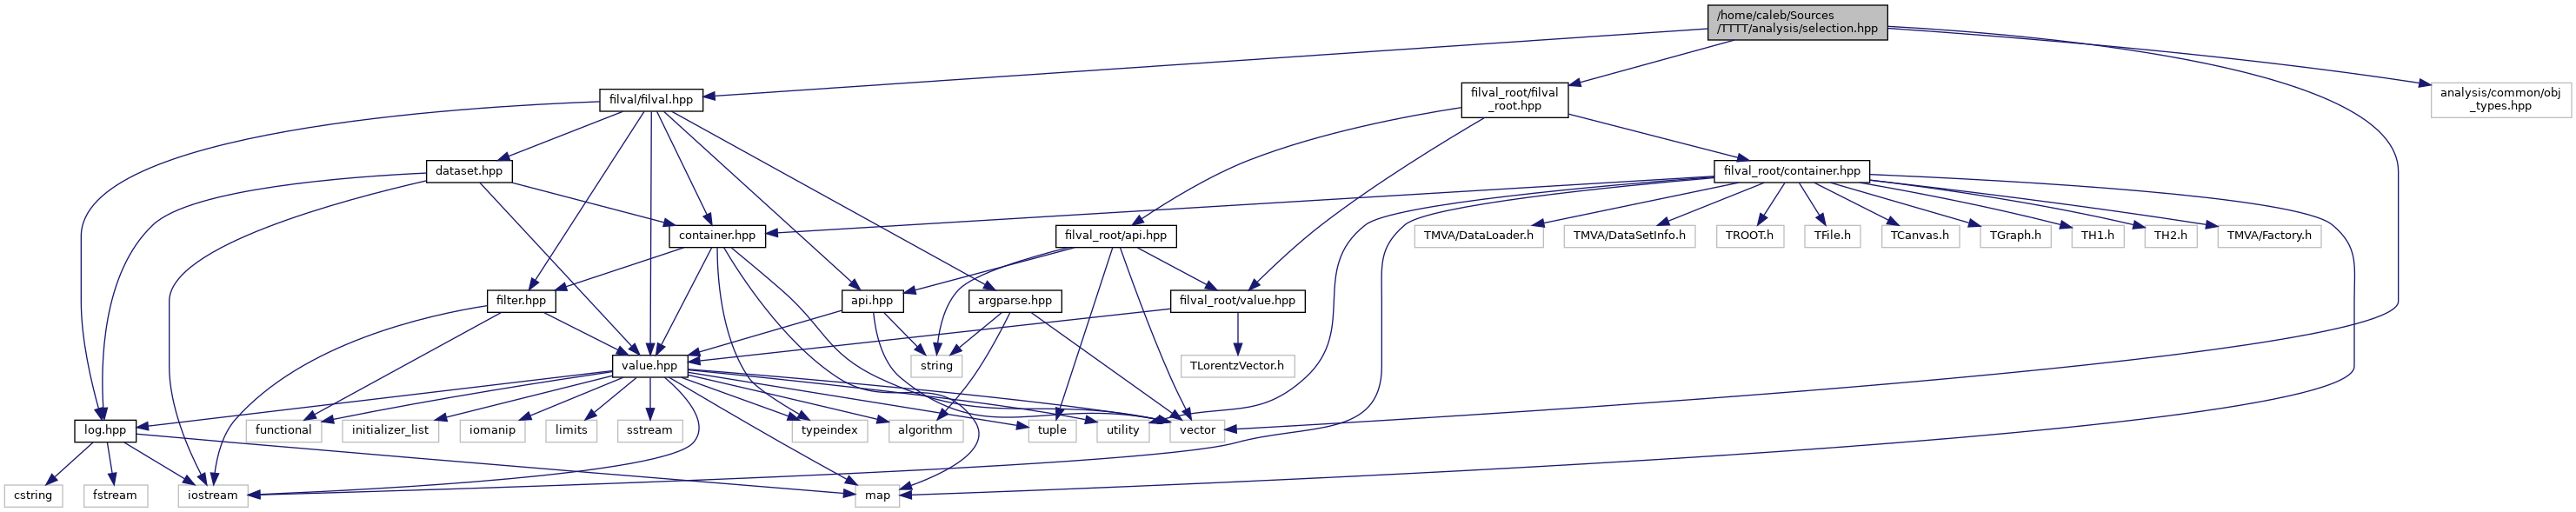 /home/caleb/Sources
/TTTT/analysis/selection.hpp
filval/filval.hpp
filval_root/filval
_root.hpp
analysis/common/obj
_types.hpp
dataset.hpp
filval_root/container.hpp
container.hpp
filval_root/api.hpp
TMVA/DataLoader.h
TMVA/DataSetInfo.h
TROOT.h
TFile.h
TCanvas.h
TGraph.h
TH1.h
TH2.h
TMVA/Factory.h
filter.hpp
api.hpp
argparse.hpp
filval_root/value.hpp
value.hpp
string
TLorentzVector.h
log.hpp
functional
initializer_list
iomanip
limits
sstream
typeindex
algorithm
tuple
utility
vector
cstring
fstream
iostream
map